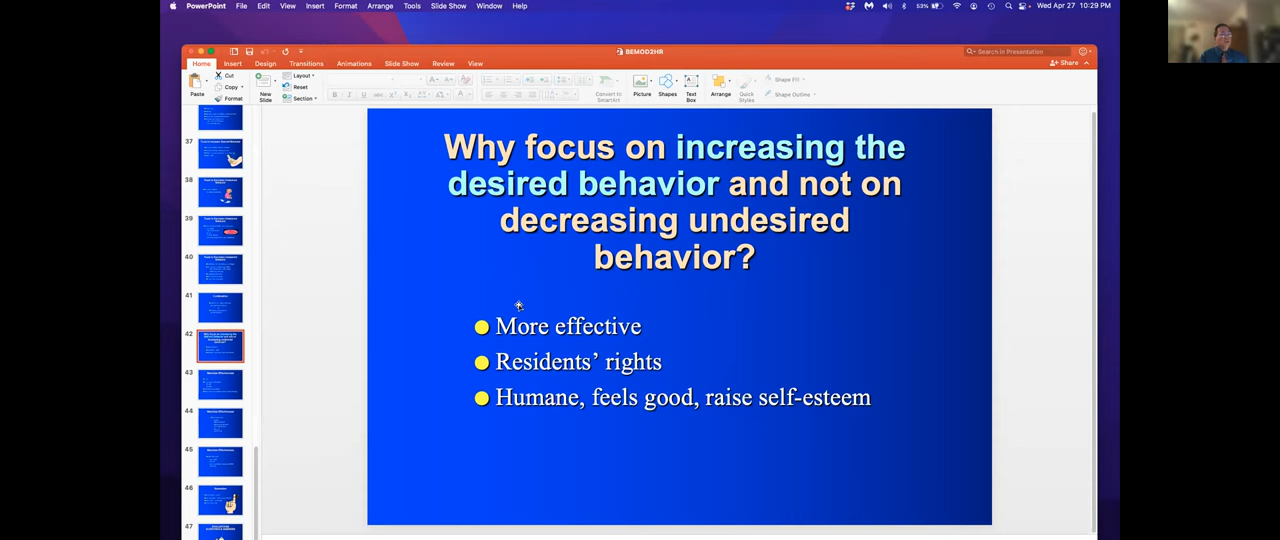 PowerPoint File Edit View Insert Format Arrange Tools Slide Show Window Help
53% Wed Apr 27 10:29 PM
BEMOD2HR
Search in Presentation
Home Insert Design Transitions Animations Slide Show Review View
Share
Paste
Cut
Copy
Format
New Slide
Layout
Reset
Section
Convert to SmartArt
Picture
Shapes
Text Box
Arrange
Quick Styles
Shape Fill
Shape Outline
37
38
39
40
41
42
43
44
45
46
47
Why focus on increasing the
desired behavior and not on
decreasing undesired
behavior?
More effective
Residents’ rights
Humane, feels good, raise self-esteem